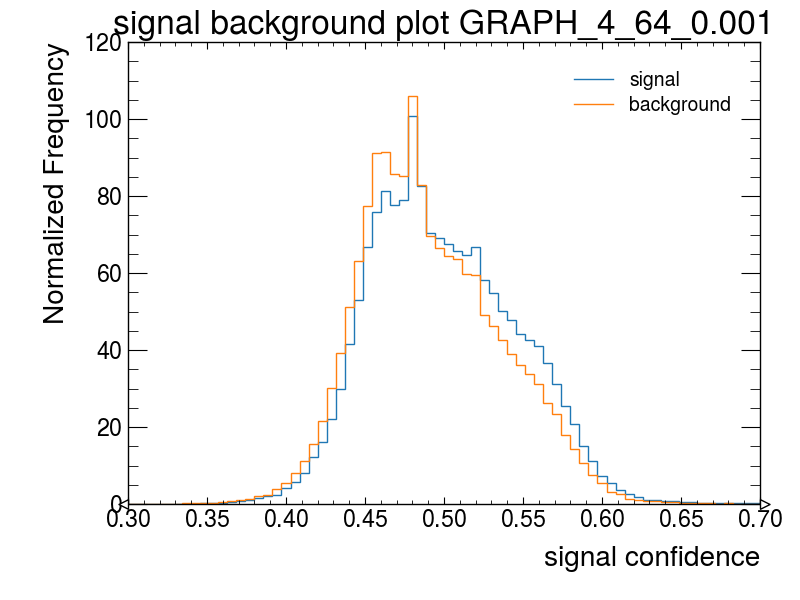 signal background plot GRAPH_4_64_0.001
Normalized Frequency
120
100
80
60
40
20
0
0.30 0.35 0.40 0.45 0.50 0.55 0.60 0.65 0.70
signal confidence
signal
background